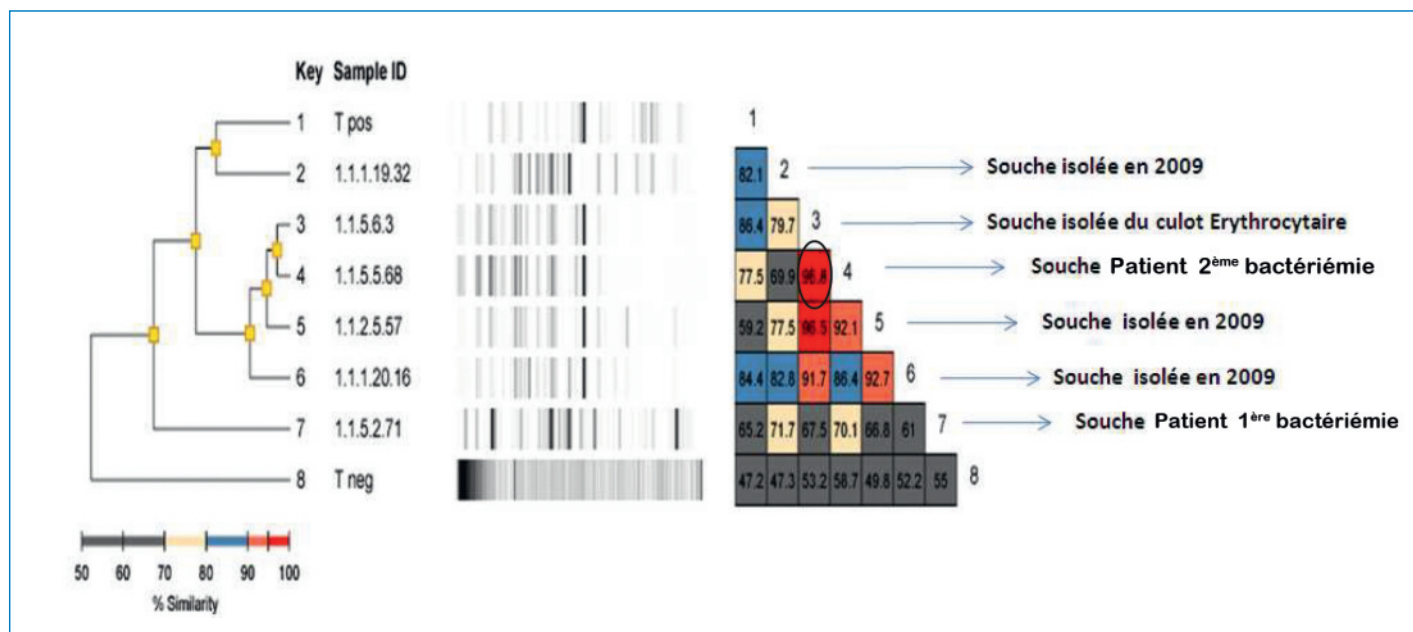 Key Sample ID
1 T pos
2 1.1.1.19.32
3 1.1.5.6.3
4 1.1.5.5.68
5 1.1.2.5.57
6 1.1.1.20.16
7 1.1.5.2.71
8 T neg
1
82.1 2 Souche isolée en 2009
86.4 79.7 3 Souche isolée du culot Erythrocytaire
77.5 69.9 96.8 4 Souche Patient 2ème bactériémie
59.2 77.5 96.5 92.1 5 Souche isolée en 2009
84.4 82.8 91.7 86.4 92.7 6 Souche isolée en 2009
65.2 71.7 67.5 70.1 66.8 61 7 Souche Patient 1ère bactériémie
47.2 47.3 53.2 58.7 49.8 52.2 55 8
50 60 70 80 90 100
% Similarity